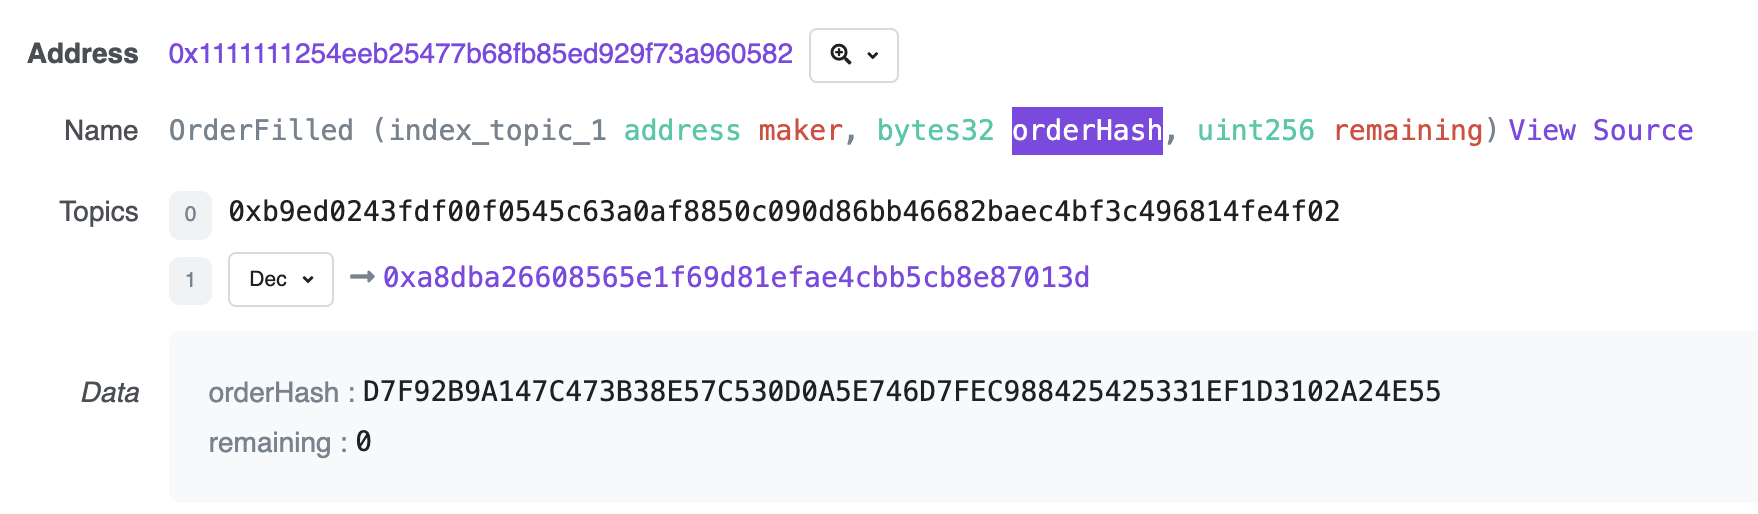 Address 0x1111111254eeb25477b68fb85ed929f73a960582
Name OrderFilled (index_topic_1 address maker, bytes32 orderHash, uint256 remaining) View Source
Topics 0 0xb9ed0243fdf00f0545c63a0af8850c090d86bb46682baec4bf3c496814fe4f02
1 Dec → 0xa8dba26608565e1f69d81efae4cbb5cb8e87013d
Data orderHash : D7F92B9A147C473B38E57C530D0A5E746D7FEC988425425331EF1D3102A24E55
remaining : 0